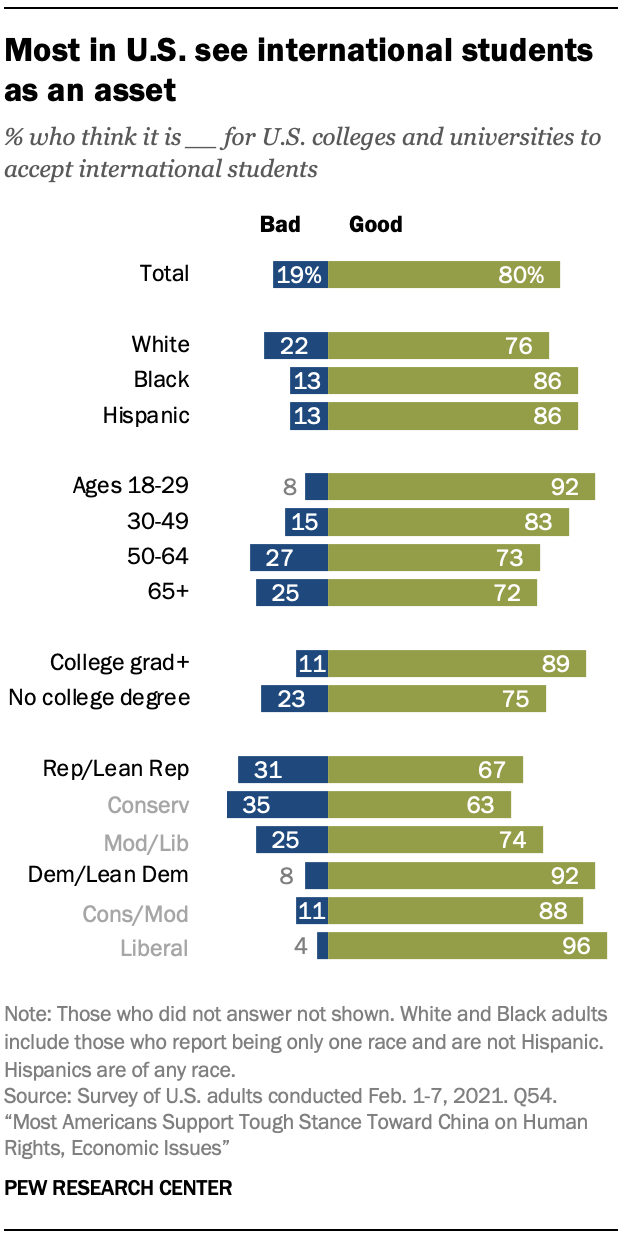 Most in U.S. see international students
as an asset
% who think it is __ for U.S. colleges and universities to
accept international students
Bad Good
Total 19% 80%
White 22 76
Black 13 86
Hispanic 13 86
Ages 18-29 8 92
30-49 15 83
50-64 27 73
65+ 25 72
College grad+ 11 89
No college degree 23 75
Rep/Lean Rep 31 67
Conserv 35 63
Mod/Lib 25 74
Dem/Lean Dem 8 92
Cons/Mod 11 88
Liberal 4 96
Note: Those who did not answer not shown. White and Black adults
include those who report being only one race and are not Hispanic.
Hispanics are of any race.
Source: Survey of U.S. adults conducted Feb. 1-7, 2021. Q54.
“Most Americans Support Tough Stance Toward China on Human
Rights, Economic Issues”
PEW RESEARCH CENTER